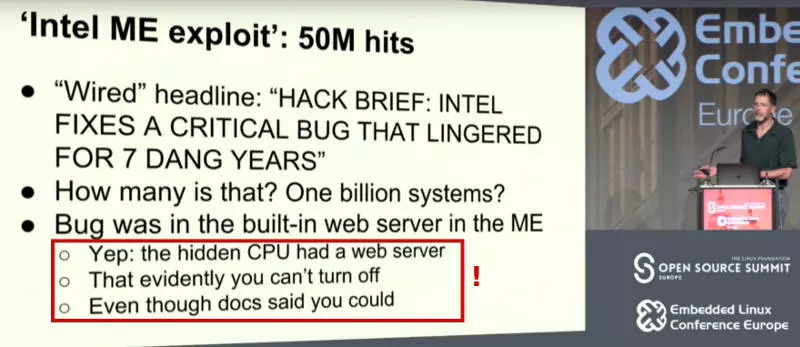 ‘Intel ME exploit’: 50M hits
● “Wired” headline: “HACK BRIEF: INTEL
FIXES A CRITICAL BUG THAT LINGERED
FOR 7 DANG YEARS”
● How many is that? One billion systems?
● Bug was in the built-in web server in the ME
○ Yep: the hidden CPU had a web server
○ That evidently you can’t turn off
○ Even though docs said you could
!
Embe
Confe
Europe
THE LINUX FOUNDATION
OPEN SOURCE SUMMIT
EUROPE
Embedded Linux
Conference Europe